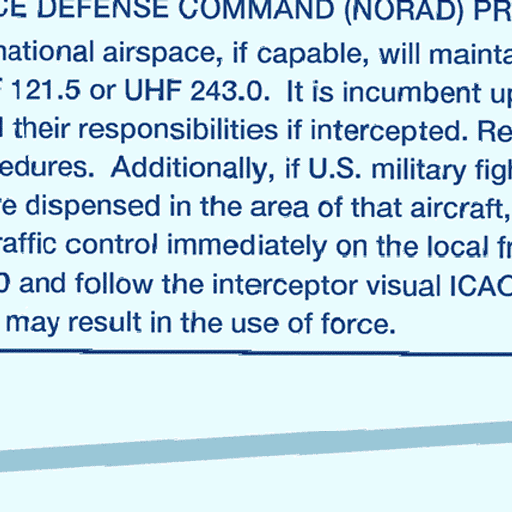 CE DEFENSE COMMAND (NORAD) PR
national airspace, if capable, will mainta
F 121.5 or UHF 243.0. It is incumbent up
d their responsibilities if intercepted. Re
edures. Additionally, if U.S. military figh
re dispensed in the area of that aircraft,
raffic control immediately on the local fr
0 and follow the interceptor visual ICAO
may result in the use of force.